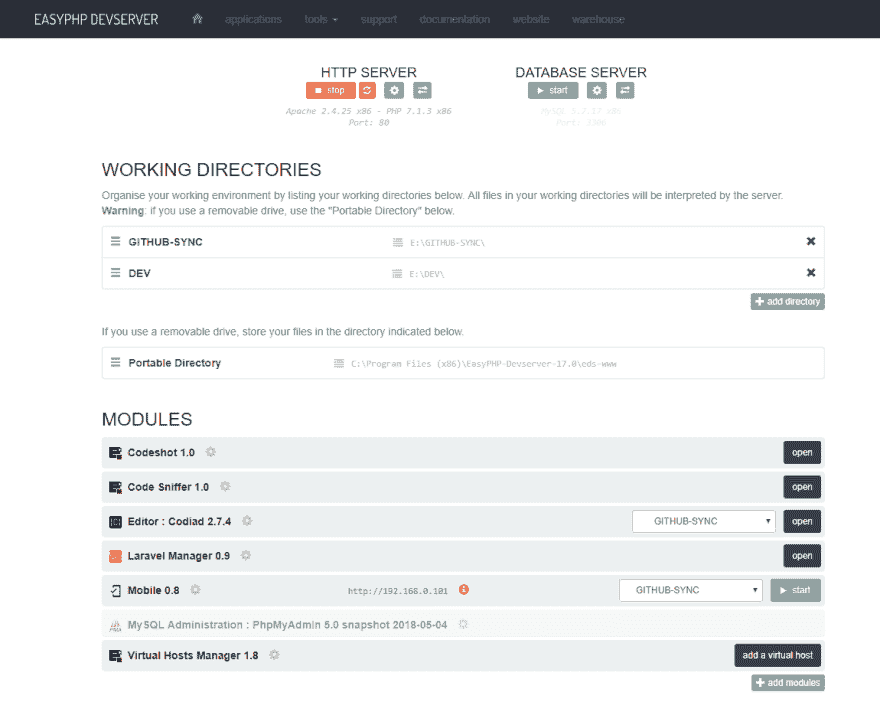 EASYPHP DEVSERVER applications tools support documentation website warehouse
HTTP SERVER
stop
Apache 2.4.25 x86 - PHP 7.1.3 x86
Port: 80
DATABASE SERVER
start
MySQL 5.7.17 x86
Port: 3306
WORKING DIRECTORIES
Organise your working environment by listing your working directories below. All files in your working directories will be interpreted by the server.
Warning: if you use a removable drive, use the "Portable Directory" below.
GITHUB-SYNC E:\GITHUB-SYNC\
DEV E:\DEV\
add directory
If you use a removable drive, store your files in the directory indicated below.
Portable Directory C:\Program Files (x86)\EasyPHP-Devserver-17.0\eds-www
MODULES
Codeshot 1.0 open
Code Sniffer 1.0 open
Editor : Codiad 2.7.4 GITHUB-SYNC open
Laravel Manager 0.9 open
Mobile 0.8 http://192.168.0.101 GITHUB-SYNC start
MySQL Administration : PhpMyAdmin 5.0 snapshot 2018-05-04
Virtual Hosts Manager 1.8 add a virtual host
add modules